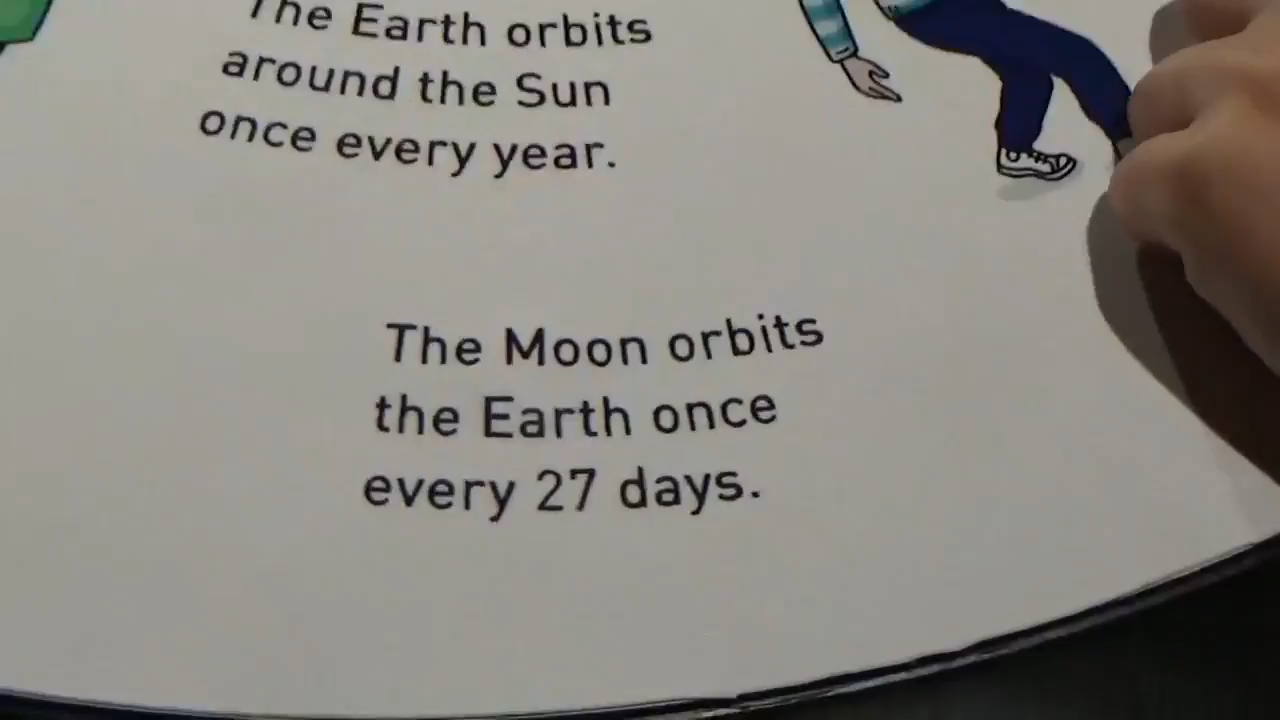 The Earth orbits
around the Sun
once every year.
The Moon orbits
the Earth once
every 27 days.